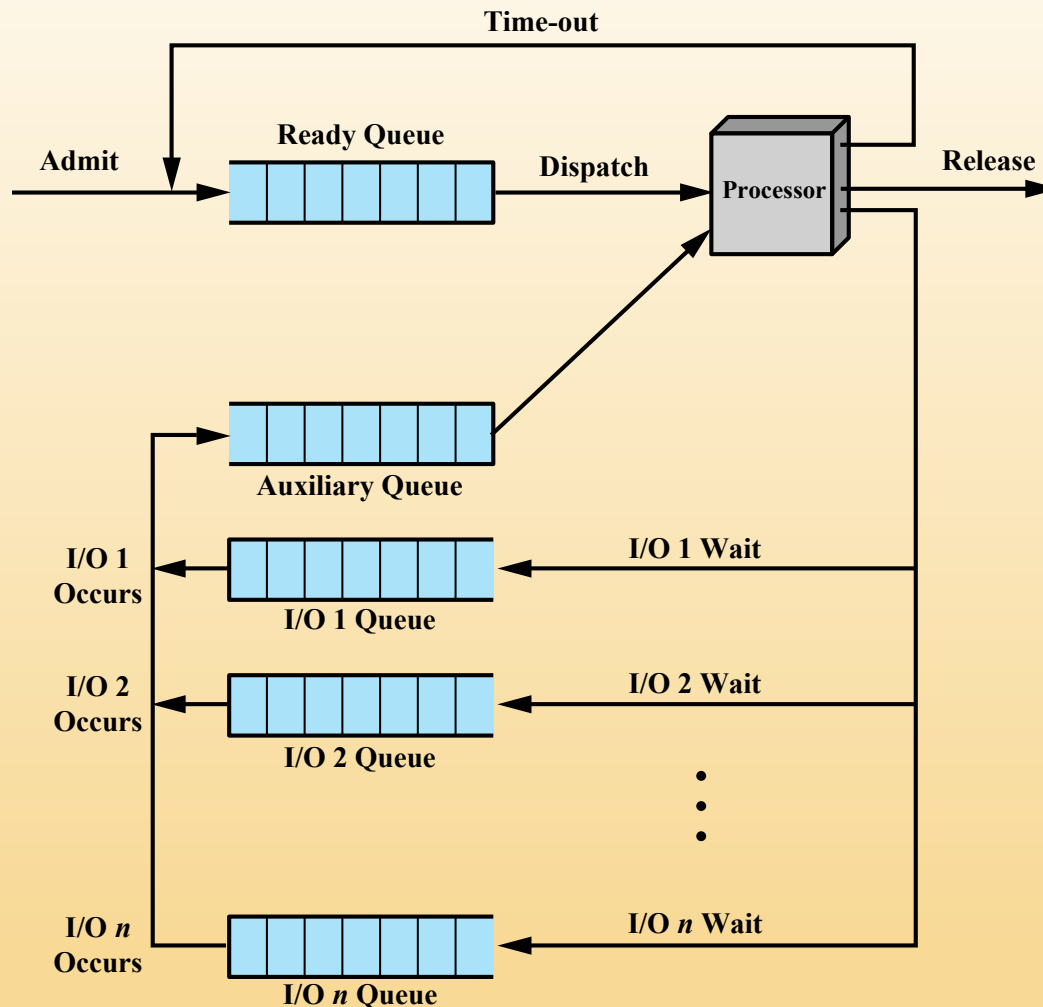 Time-out
Ready Queue
Admit
Dispatch
Release
Processor
Auxiliary Queue
I/O 1
Occurs
I/O 1 Wait
I/O 1 Queue
I/O 2
Occurs
I/O 2 Wait
I/O 2 Queue
I/O n
Occurs
I/O n Wait
I/O n Queue